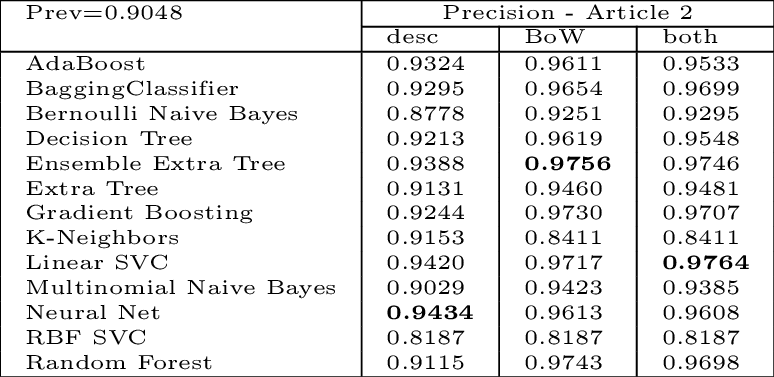 Prev=0.9048 Precision - Article 2
desc BoW both
AdaBoost 0.9324 0.9611 0.9533
BaggingClassifier 0.9295 0.9654 0.9699
Bernoulli Naive Bayes 0.8778 0.9251 0.9295
Decision Tree 0.9213 0.9619 0.9548
Ensemble Extra Tree 0.9388 0.9756 0.9746
Extra Tree 0.9131 0.9460 0.9481
Gradient Boosting 0.9244 0.9730 0.9707
K-Neighbors 0.9153 0.8411 0.8411
Linear SVC 0.9420 0.9717 0.9764
Multinomial Naive Bayes 0.9029 0.9423 0.9385
Neural Net 0.9434 0.9613 0.9608
RBF SVC 0.8187 0.8187 0.8187
Random Forest 0.9115 0.9743 0.9698